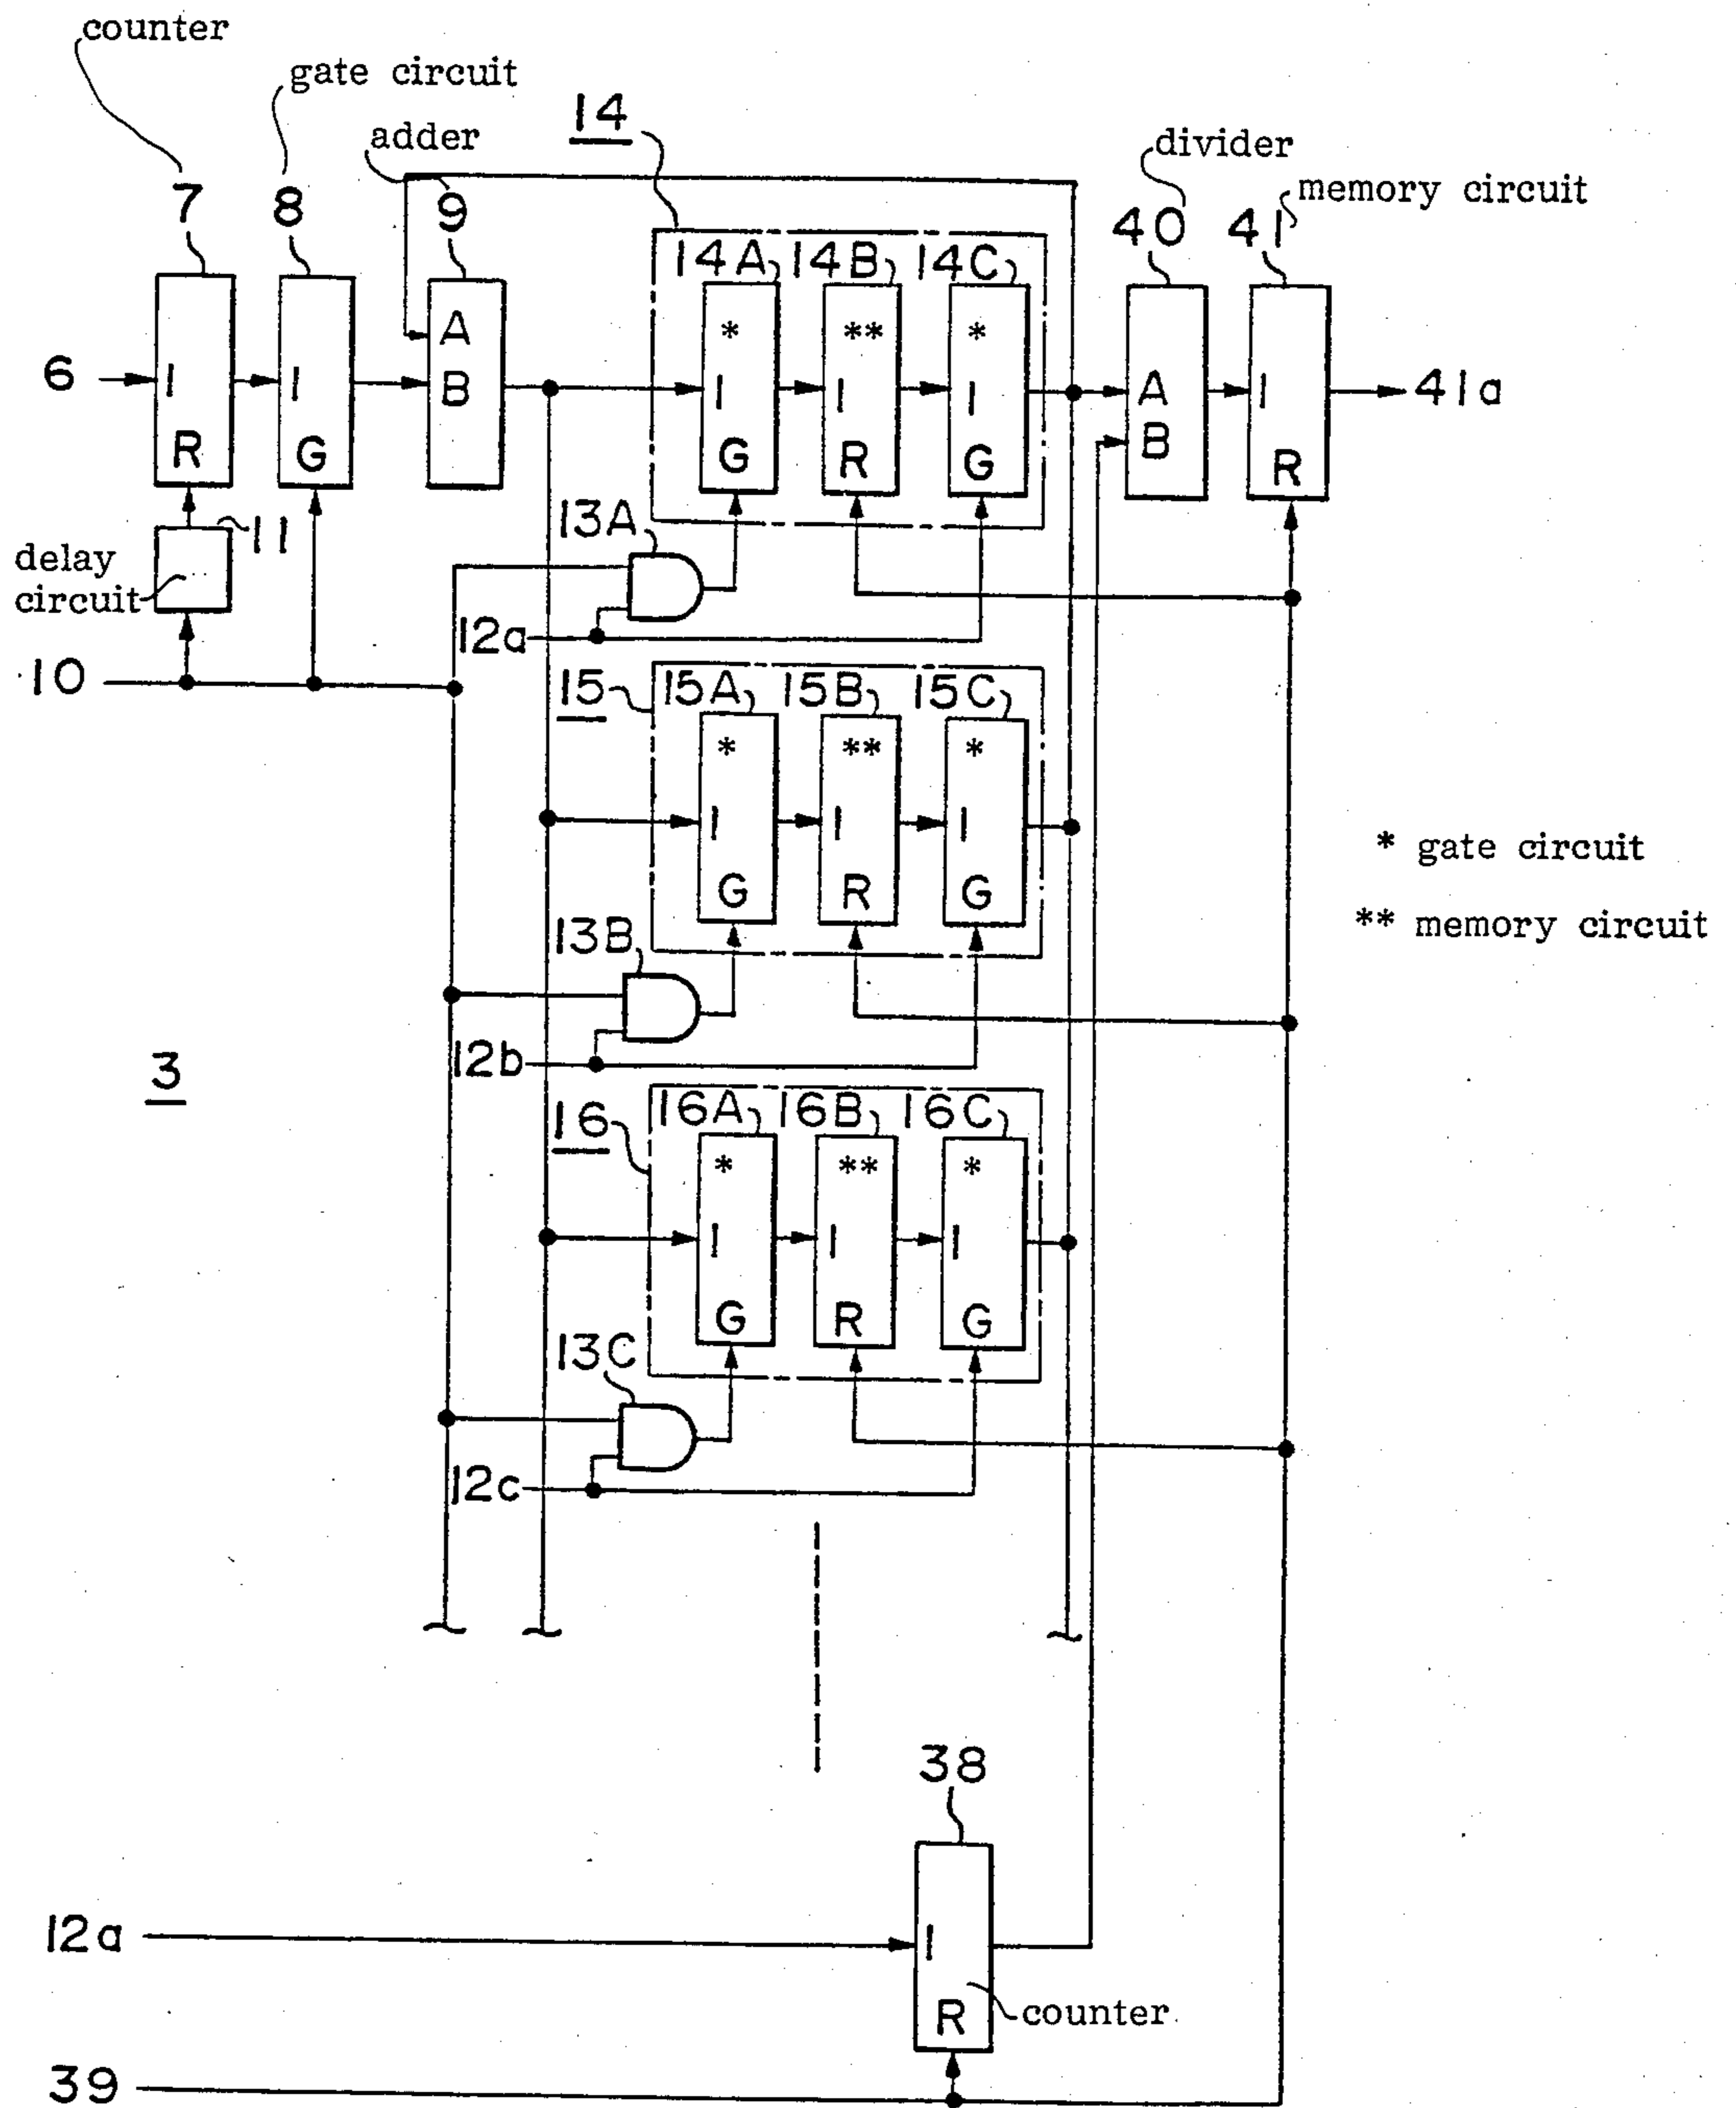 counter
gate circuit
adder
14
divider
memory circuit
7
8
9
40
41
14A
14B
14C
*
**
*
A
B
6
I
R
I
G
I
G
I
R
I
G
A
B
I
R
41a
11
delay
circuit
13A
12a
10
15
15A
15B
15C
*
**
*
I
G
I
R
I
G
* gate circuit
** memory circuit
13B
12b
3
16
16A
16B
16C
*
**
*
I
G
I
R
I
G
13C
12c
38
12a
I
R
counter
39